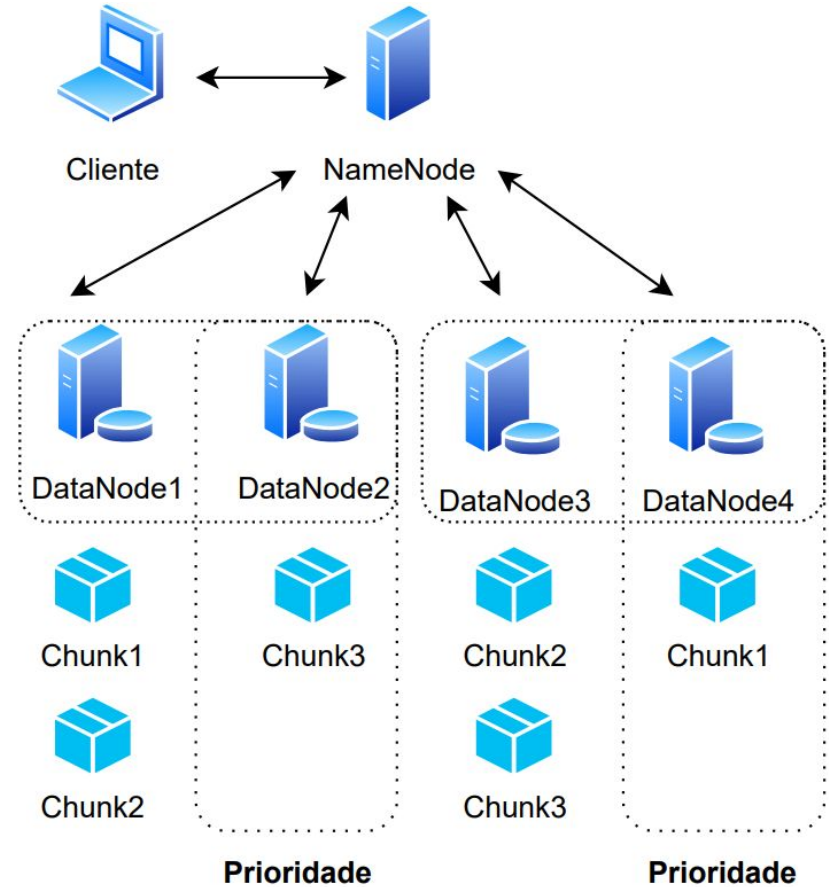 Cliente
NameNode
DataNode1
DataNode2
DataNode3
DataNode4
Chunk1
Chunk3
Chunk2
Chunk1
Chunk2
Chunk3
Prioridade
Prioridade